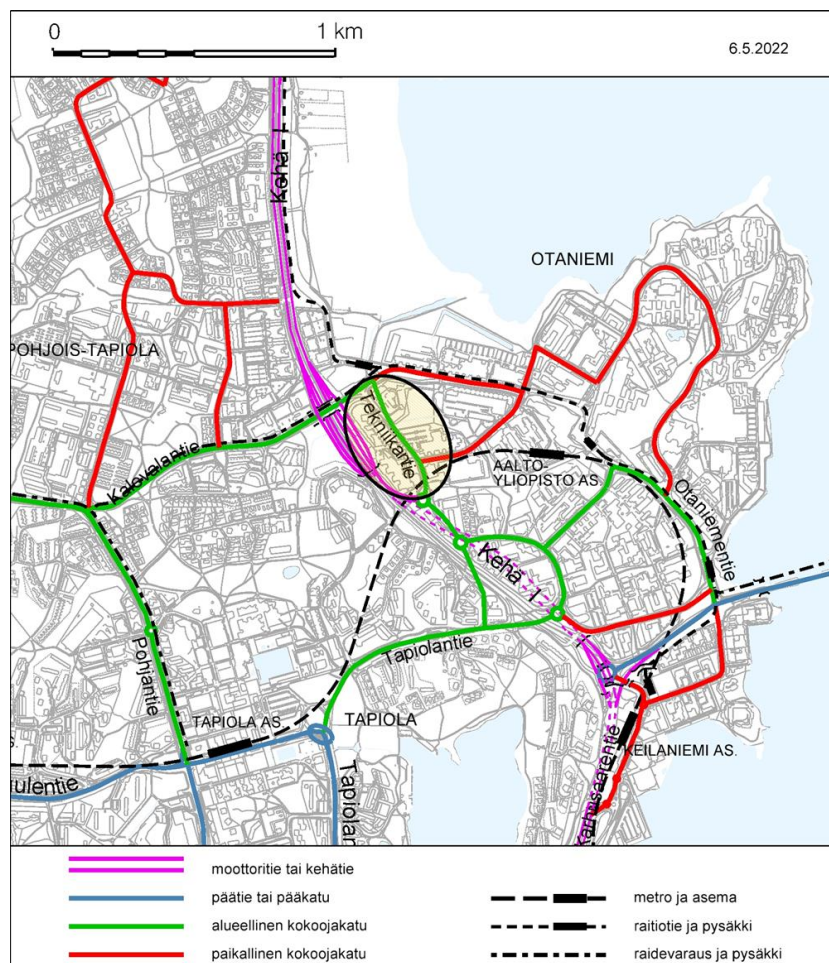 0
1 km
6.5.2022
Kehä I
OTANIEMI
POHJOIS-TAPIOLA
Tekniikantie
Kalevalantie
AALTO-
YLIOPISTO AS.
Otaniementie
Kehä I
Pohjantie
Tapiolantie
TAPIOLA AS.
TAPIOLA
KEILANIEMI AS.
ulentie
Tapiolan
Karhusaarentie
moottoritie tai kehätie
päätie tai pääkatu
metro ja asema
alueellinen kokoojakatu
raitiotie ja pysäkki
paikallinen kokoojakatu
raidevaraus ja pysäkki